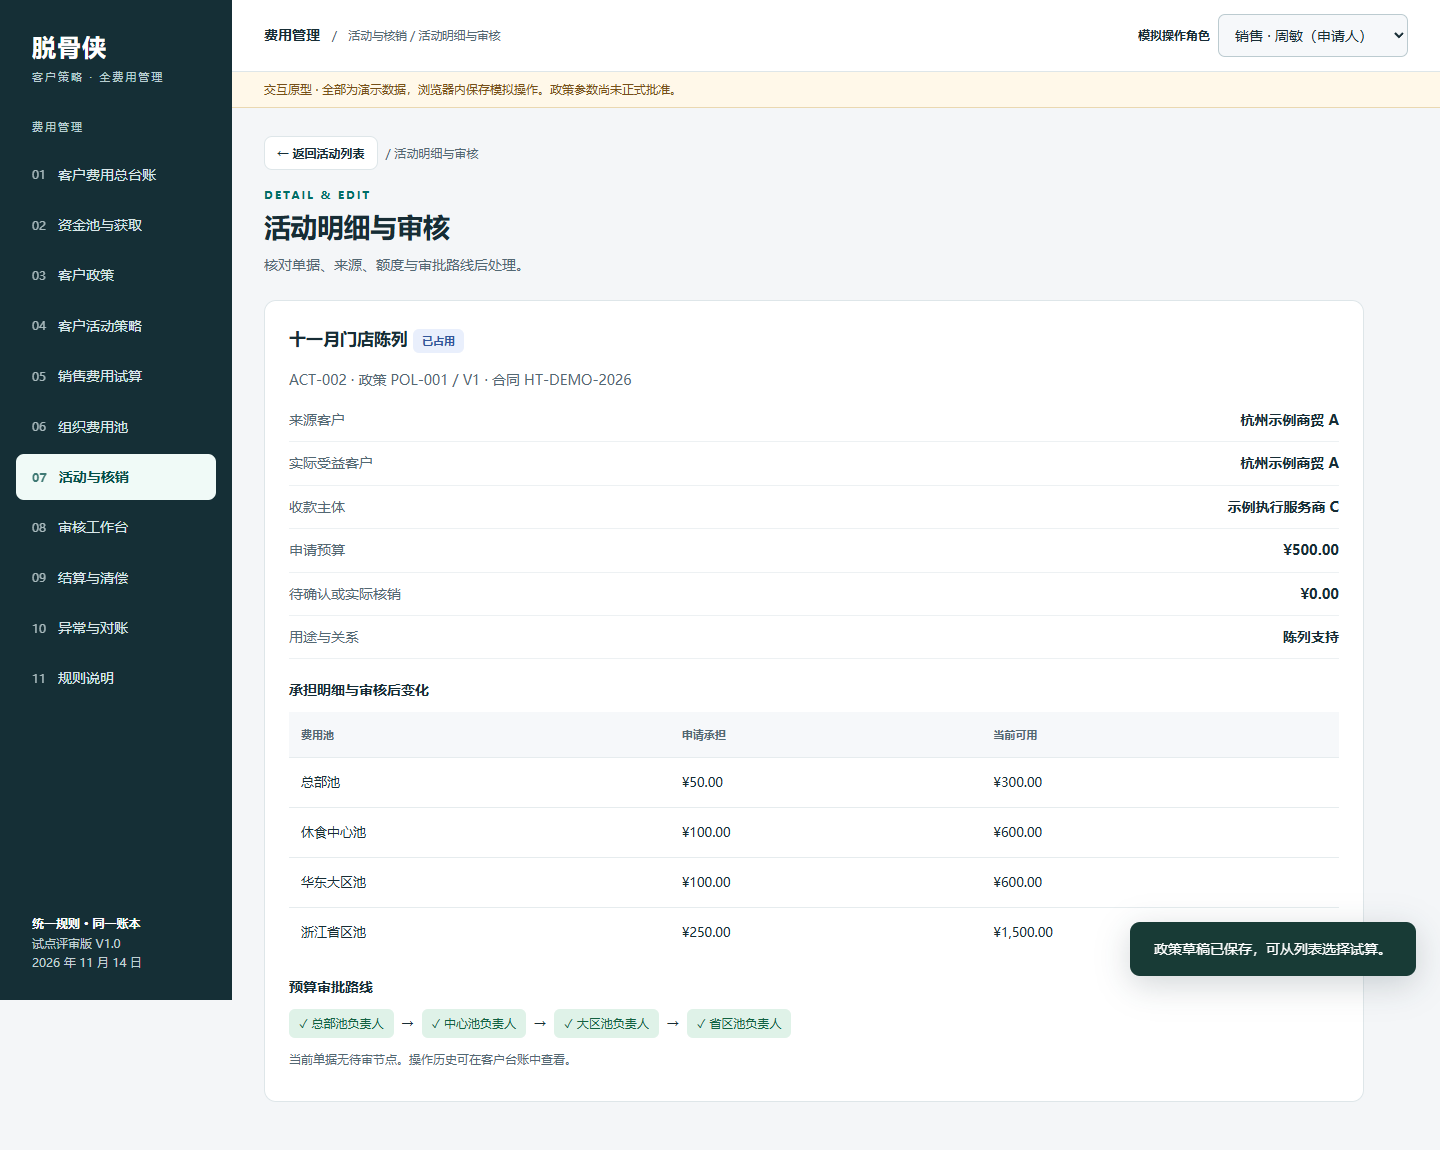 脱骨侠
客户策略 · 全费用管理
费用管理
01 客户费用总台账
02 资金池与获取
03 客户政策
04 客户活动策略
05 销售费用试算
06 组织费用池
07 活动与核销
08 审核工作台
09 结算与清偿
10 异常与对账
11 规则说明
统一规则 · 同一账本
试点评审版 V1.0
2026 年 11 月 14 日
费用管理 / 活动与核销 / 活动明细与审核
模拟操作角色 销售 · 周敏（申请人）
交互原型 · 全部为演示数据，浏览器内保存模拟操作。政策参数尚未正式批准。
← 返回活动列表 / 活动明细与审核
DETAIL & EDIT
活动明细与审核
核对单据、来源、额度与审批路线后处理。
十一月门店陈列 已占用
ACT-002 · 政策 POL-001 / V1 · 合同 HT-DEMO-2026
来源客户 杭州示例商贸 A
实际受益客户 杭州示例商贸 A
收款主体 示例执行服务商 C
申请预算 ¥500.00
待确认或实际核销 ¥0.00
用途与关系 陈列支持
承担明细与审核后变化
费用池 申请承担 当前可用
总部池 ¥50.00 ¥300.00
休食中心池 ¥100.00 ¥600.00
华东大区池 ¥100.00 ¥600.00
浙江省区池 ¥250.00 ¥1,500.00
政策草稿已保存，可从列表选择试算。
预算审批路线
✓ 总部池负责人 → ✓ 中心池负责人 → ✓ 大区池负责人 → ✓ 省区池负责人
当前单据无待审节点。操作历史可在客户台账中查看。